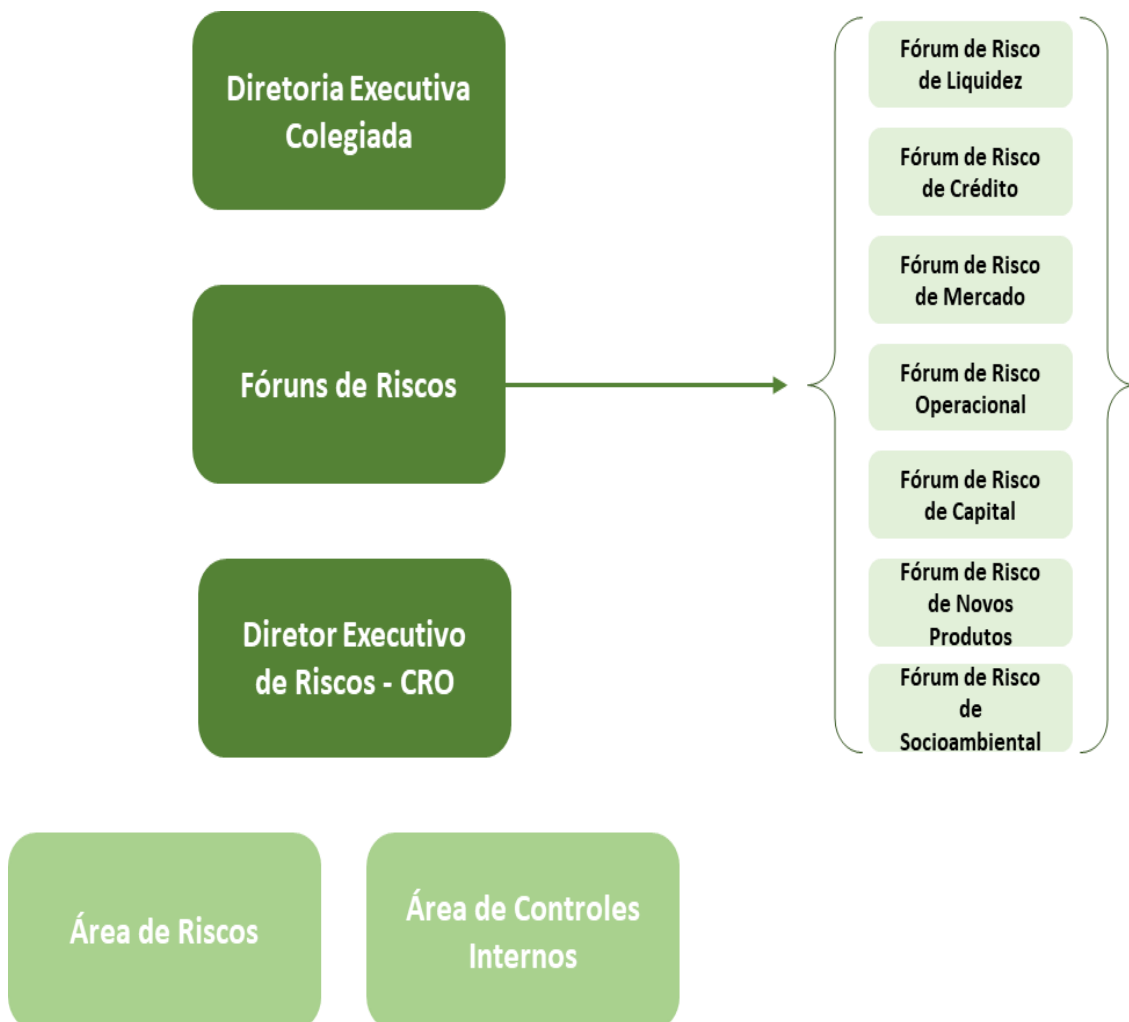 Diretoria Executiva
Colegiada
Fóruns de Riscos
Diretor Executivo
de Riscos - CRO
Área de Riscos
Área de Controles
Internos
Fórum de Risco
de Liquidez
Fórum de Risco
de Crédito
Fórum de Risco
de Mercado
Fórum de Risco
Operacional
Fórum de Risco
de Capital
Fórum de Risco
de Novos
Produtos
Fórum de Risco
de
Socioambiental